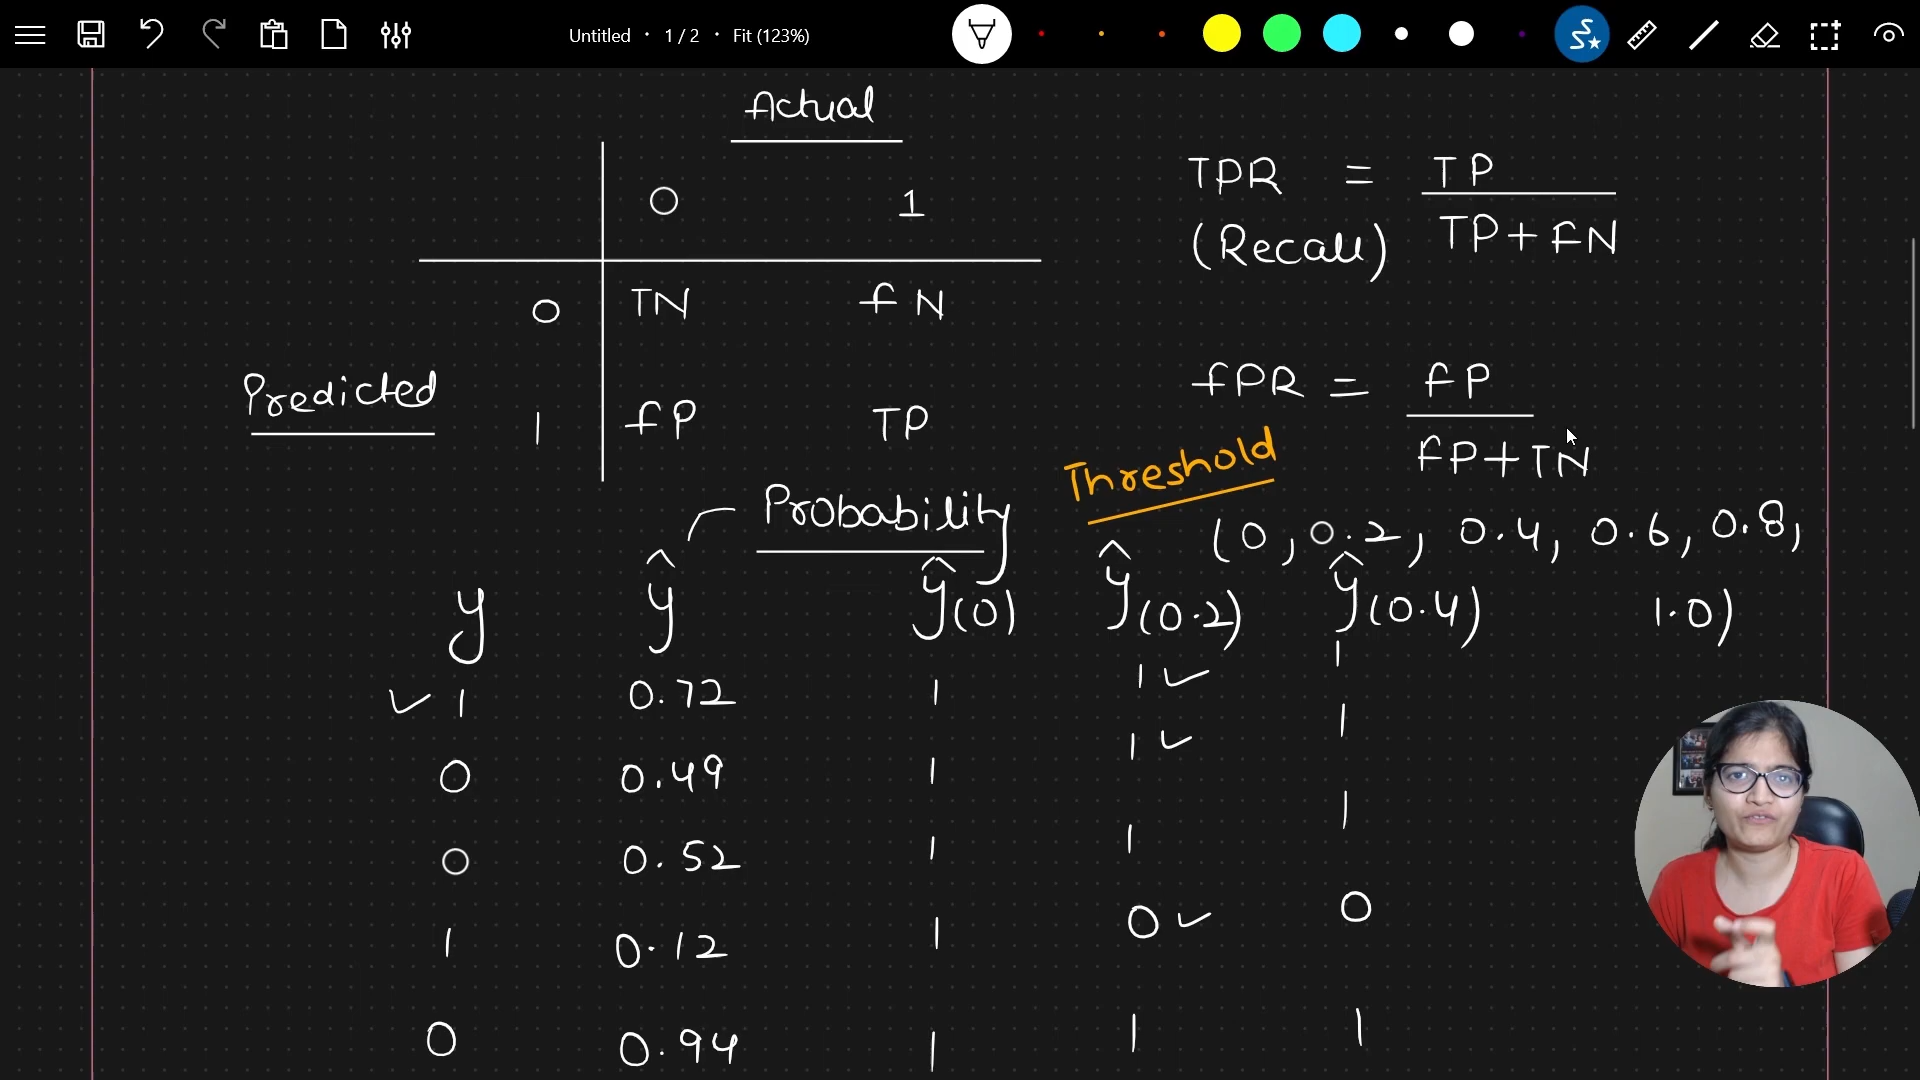 Untitled • 1 / 2 • Fit (123%)
Actual
0 1
0 TN fN
Predicted
1 fP TP
TPR = TP / TP + FN
(Recall)
fPR = fP / fP + TN
Threshold
(0, 0.2, 0.4, 0.6, 0.8,
1.0)
Probability
y ŷ ŷ(0) ŷ(0.2) ŷ(0.4)
✓ 1 0.72 1 1 ✓ 1
0 0.49 1 1 ✓ 1
0 0.52 1 1 1
1 0.12 1 0 ✓ 0
0 0.94 1 1 1